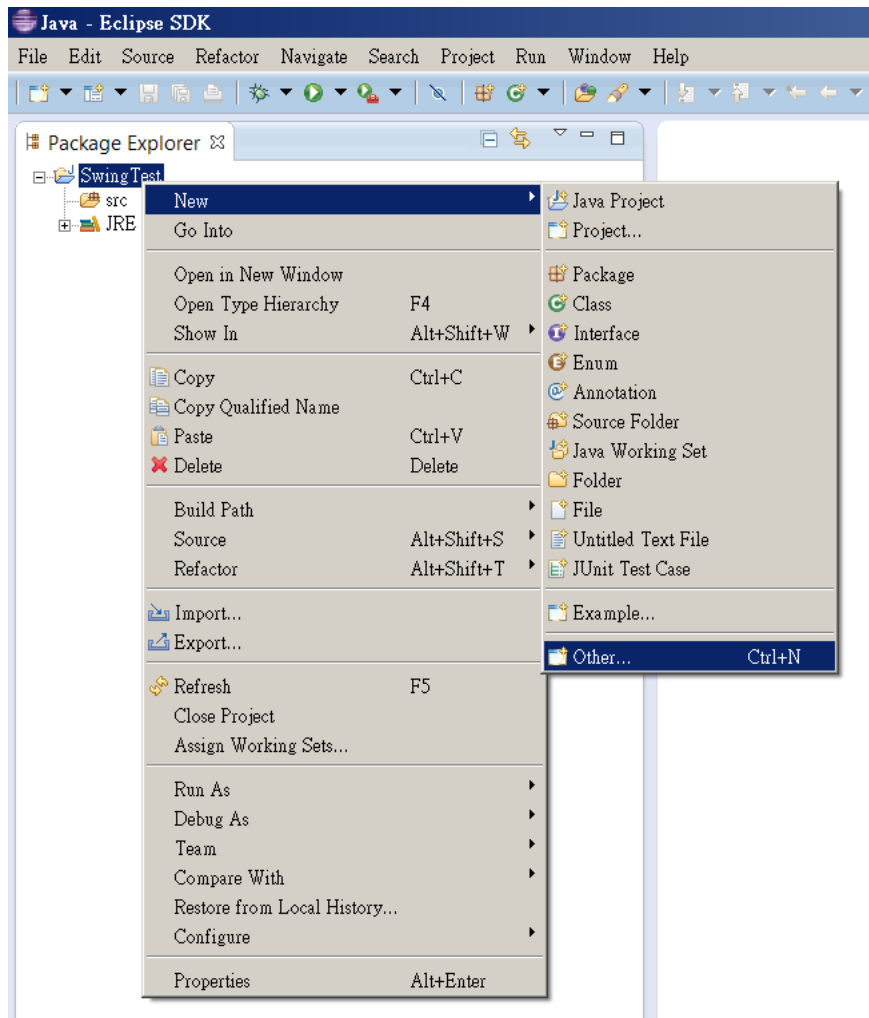 Java - Eclipse SDK
File Edit Source Refactor Navigate Search Project Run Window Help
Package Explorer
SwingTest
src
JRE
New
Go Into
Open in New Window
Open Type Hierarchy F4
Show In Alt+Shift+W
Copy Ctrl+C
Copy Qualified Name
Paste Ctrl+V
Delete Delete
Build Path
Source Alt+Shift+S
Refactor Alt+Shift+T
Import...
Export...
Refresh F5
Close Project
Assign Working Sets...
Run As
Debug As
Team
Compare With
Restore from Local History...
Configure
Properties Alt+Enter
Java Project
Project...
Package
Class
Interface
Enum
Annotation
Source Folder
Java Working Set
Folder
File
Untitled Text File
JUnit Test Case
Example...
Other... Ctrl+N